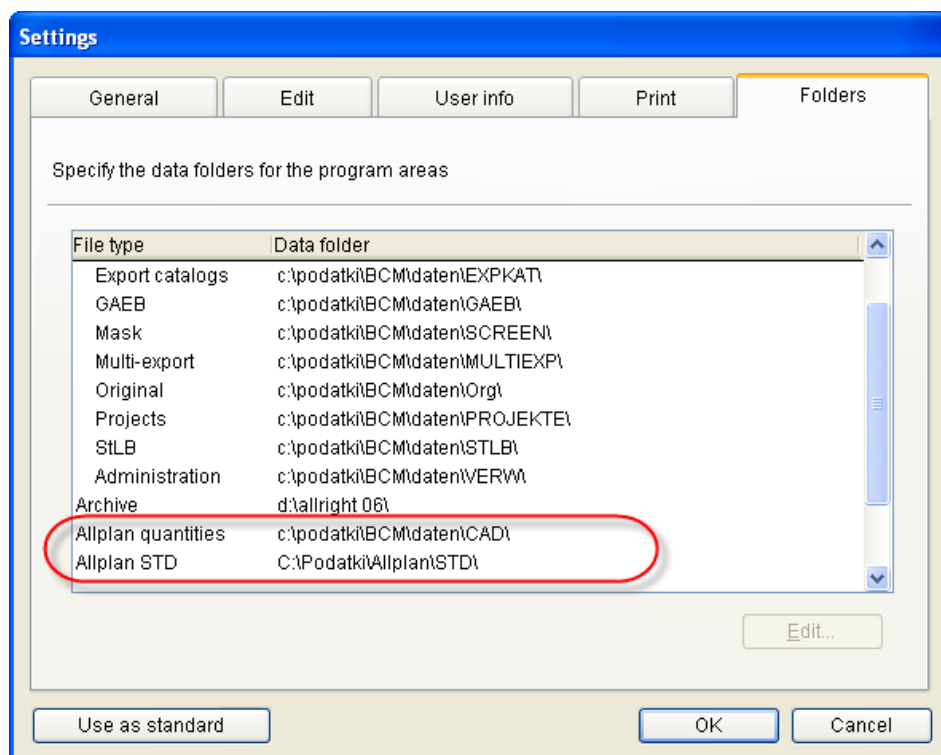 Settings
General Edit User info Print Folders
Specify the data folders for the program areas
File type Data folder
Export catalogs c:\podatki\BCM\daten\EXPKAT\
GAEB c:\podatki\BCM\daten\GAEB\
Mask c:\podatki\BCM\daten\SCREEN\
Multi-export c:\podatki\BCM\daten\MULTIEXP\
Original c:\podatki\BCM\daten\Org\
Projects c:\podatki\BCM\daten\PROJEKTE\
StLB c:\podatki\BCM\daten\STLB\
Administration c:\podatki\BCM\daten\VERW\
Archive d:\allright 06\
Allplan quantities c:\podatki\BCM\daten\CAD\
Allplan STD C:\Podatki\Allplan\STD\
Edit...
Use as standard OK Cancel